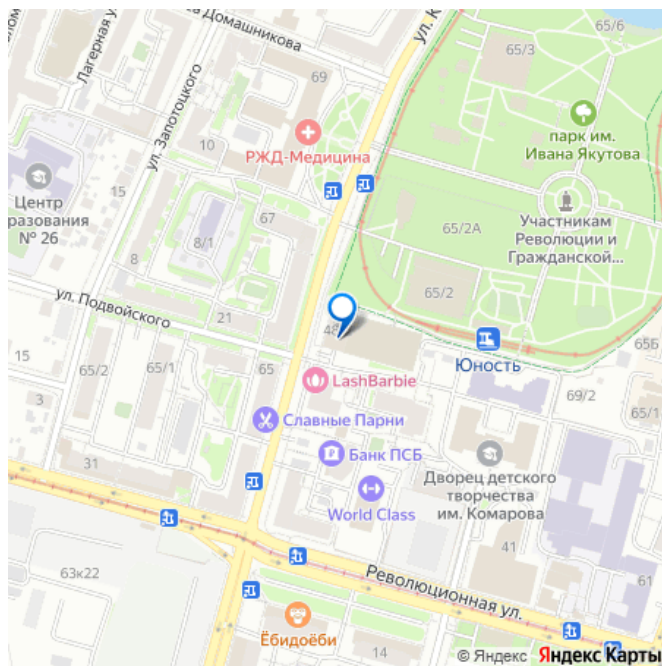 Домашникова
ул. К
65/6
65/3
Лагерная у
69
ул. Запотоцкого
10
РЖД-Медицина
парк им.
Ивана Якутова
15
Центр
разования
№ 26
67
8/1
8
65/2А
Участникам
Революции и
Гражданской...
65/2
ул. Подвойского
21
48
65Б
Юность
15
65/2
65/1
65
LashBarbie
69/2
3
65/1
Славные Парни
31
Банк ПСБ
Дворец детского
творчества
им. Комарова
World Class
41
63к22
Революционная ул.
61
Ёбидоёби
14
© Яндекс Яндекс Карты